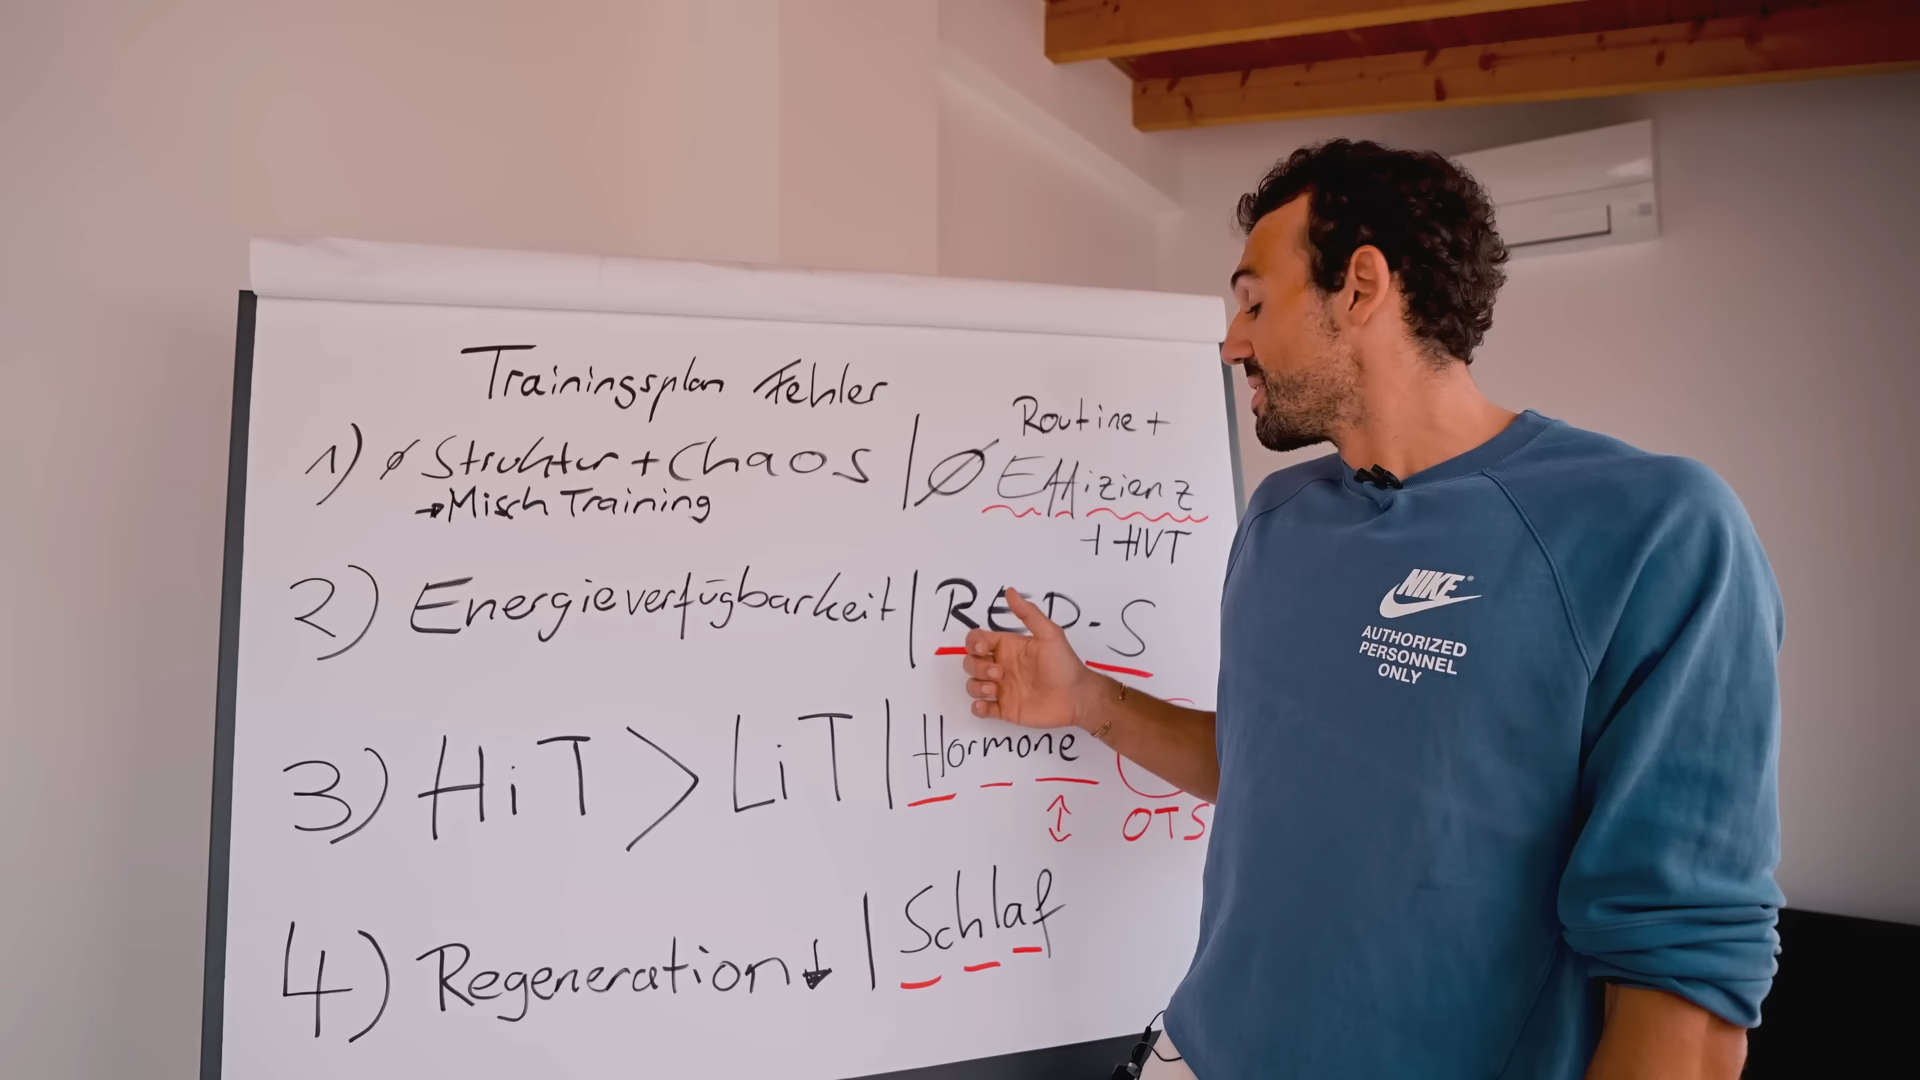 Trainingsplan Fehler
1) Ø Struktur + Chaos | Ø Routine +
Effizienz
→ Misch Training
+ HVT
2) Energieverfügbarkeit | RED-S
3) HiT > LiT | Hormone
↕ OTS
4) Regeneration ↓ | Schlaf
NIKE
AUTHORIZED
PERSONNEL
ONLY